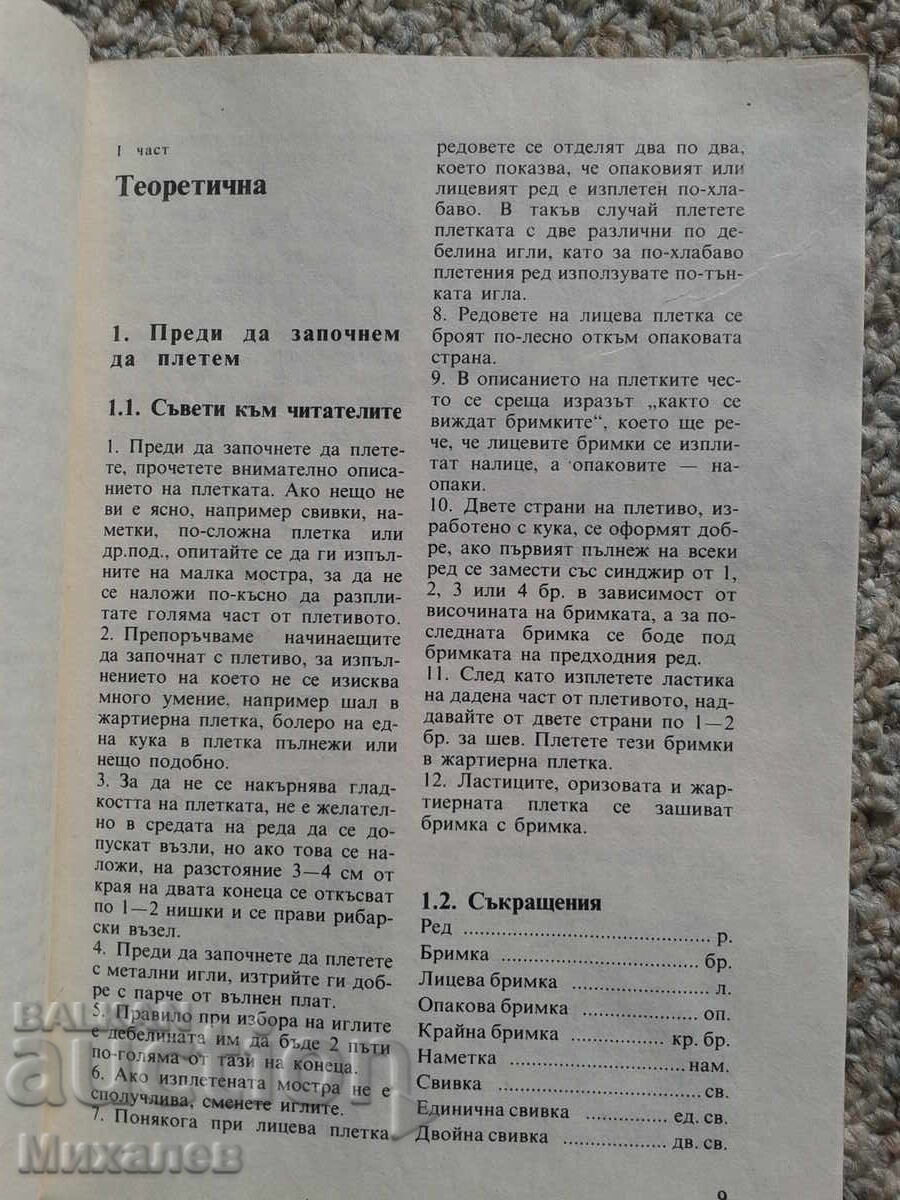 I част
Теоретична
1. Преди да започнем
да плетем
1.1. Съвети към читателите
1. Преди да започнете да плете-
те, прочетете внимателно описа-
нието на плетката. Ако нещо не
ви е ясно, например свивки, на-
метки, по-сложна плетка или
др.под., опитайте се да ги изпъл-
ните на малка мостра, за да не
се наложи по-късно да разпли-
тате голяма част от плетивото.
2. Препоръчваме начинаещите
да започнат с плетиво, за изпъл-
нението на което не се изисква
много умение, например шал в
жартиерна плетка, болеро на ед-
на кука в плетка пълнежи или
нещо подобно.
3. За да не се накърнява глад-
костта на плетката, не е желател-
но в средата на реда да се до-
пускат възли, но ако това се на-
ложи, на разстояние 3—4 см от
края на двата конеца се откъсват
по 1—2 нишки и се прави рибар-
ски възел.
4. Преди да започнете да плетете
с метални игли, изтрийте ги доб-
ре с парче от вълнен плат.
5. Правило при избора на иглите
е дебелината им да бъде 2 пъти
по-голяма от тази на конеца.
6. Ако изплетената мостра не е
сполучлива, сменете иглите.
7. Понякога при лицева плетка
редовете се отделят два по два,
което показва, че опаковият или
лицевият ред е изплетен по-хла-
баво. В такъв случай плетете
плетката с две различни по де-
белина игли, като за по-хлабаво
плетения ред използувате по-тън-
ката игла.
8. Редовете на лицева плетка се
броят по-лесно откъм опаковата
страна.
9. В описанието на плетките чес-
то се среща изразът „както се
виждат бримките“, което ще ре-
че, че лицевите бримки се изпли-
тат налице, а опаковите — на-
опаки.
10. Двете страни на плетиво, из-
работено с кука, се оформят доб-
ре, ако първият пълнеж на всеки
ред се замести със синджир от 1,
2, 3 или 4 бр. в зависимост от
височината на бримката, а за по-
следната бримка се боде под
бримката на предходния ред.
11. След като изплетете ластика
на дадена част от плетивото, над-
давайте от двете страни по 1—2
бр. за шев. Плетете тези бримки
в жартиерна плетка.
12. Ластиците, оризовата и жар-
тиерната плетка се зашиват
бримка с бримка.
1.2. Съкращения
Ред ........ р.
Бримка ........ бр.
Лицева бримка ........ л.
Опакова бримка ........ оп.
Крайна бримка ........ кр. бр.
Наметка ........ нам.
Свивка ........ св.
Единична свивка ........ ед. св.
Двойна свивка ........ дв. св.
9
БАЛКАН
auction
Михалев